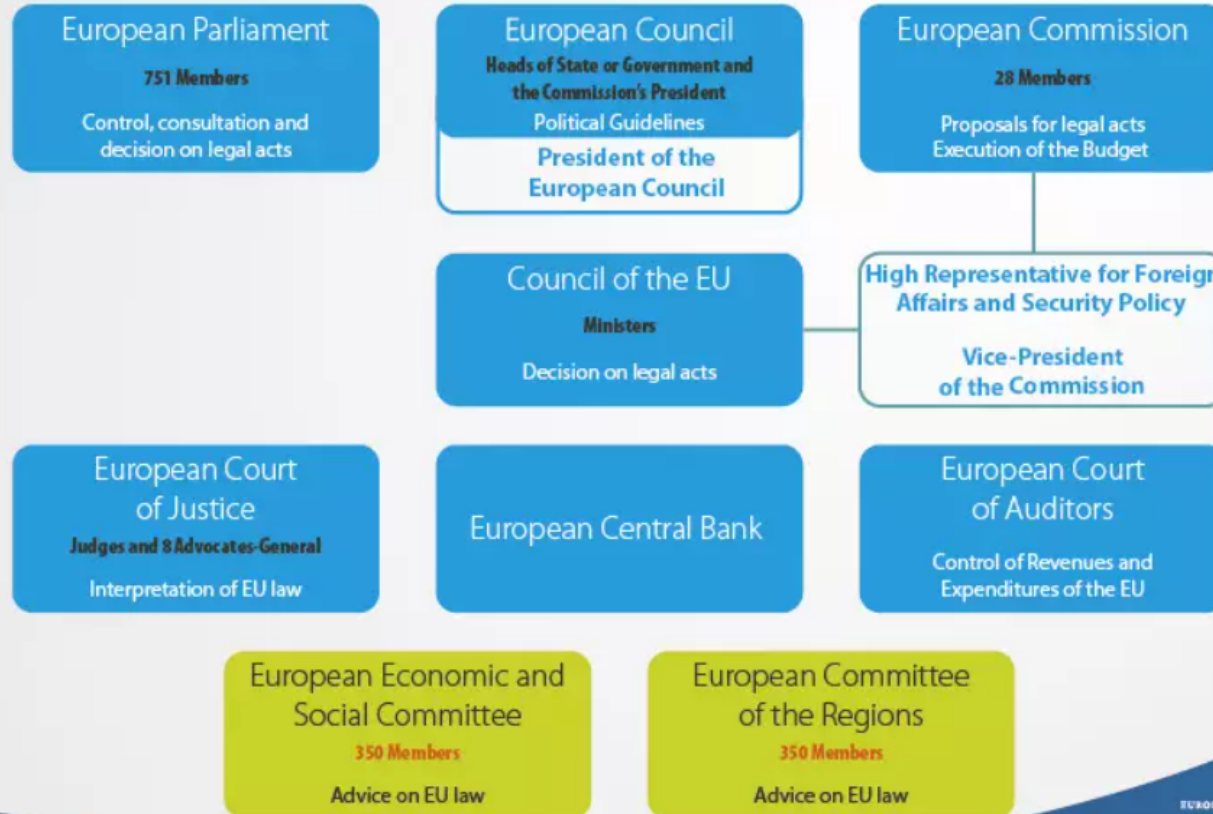 European Parliament
751 Members
Control, consultation and
decision on legal acts
European Council
Heads of State or Government and
the Commission's President
Political Guidelines
President of the
European Council
European Commission
28 Members
Proposals for legal acts
Execution of the Budget
Council of the EU
Ministers
Decision on legal acts
High Representative for Foreign
Affairs and Security Policy
Vice-President
of the Commission
European Court
of Justice
Judges and 8 Advocates-General
Interpretation of EU law
European Central Bank
European Court
of Auditors
Control of Revenues and
Expenditures of the EU
European Economic and
Social Committee
350 Members
Advice on EU law
European Committee
of the Regions
350 Members
Advice on EU law